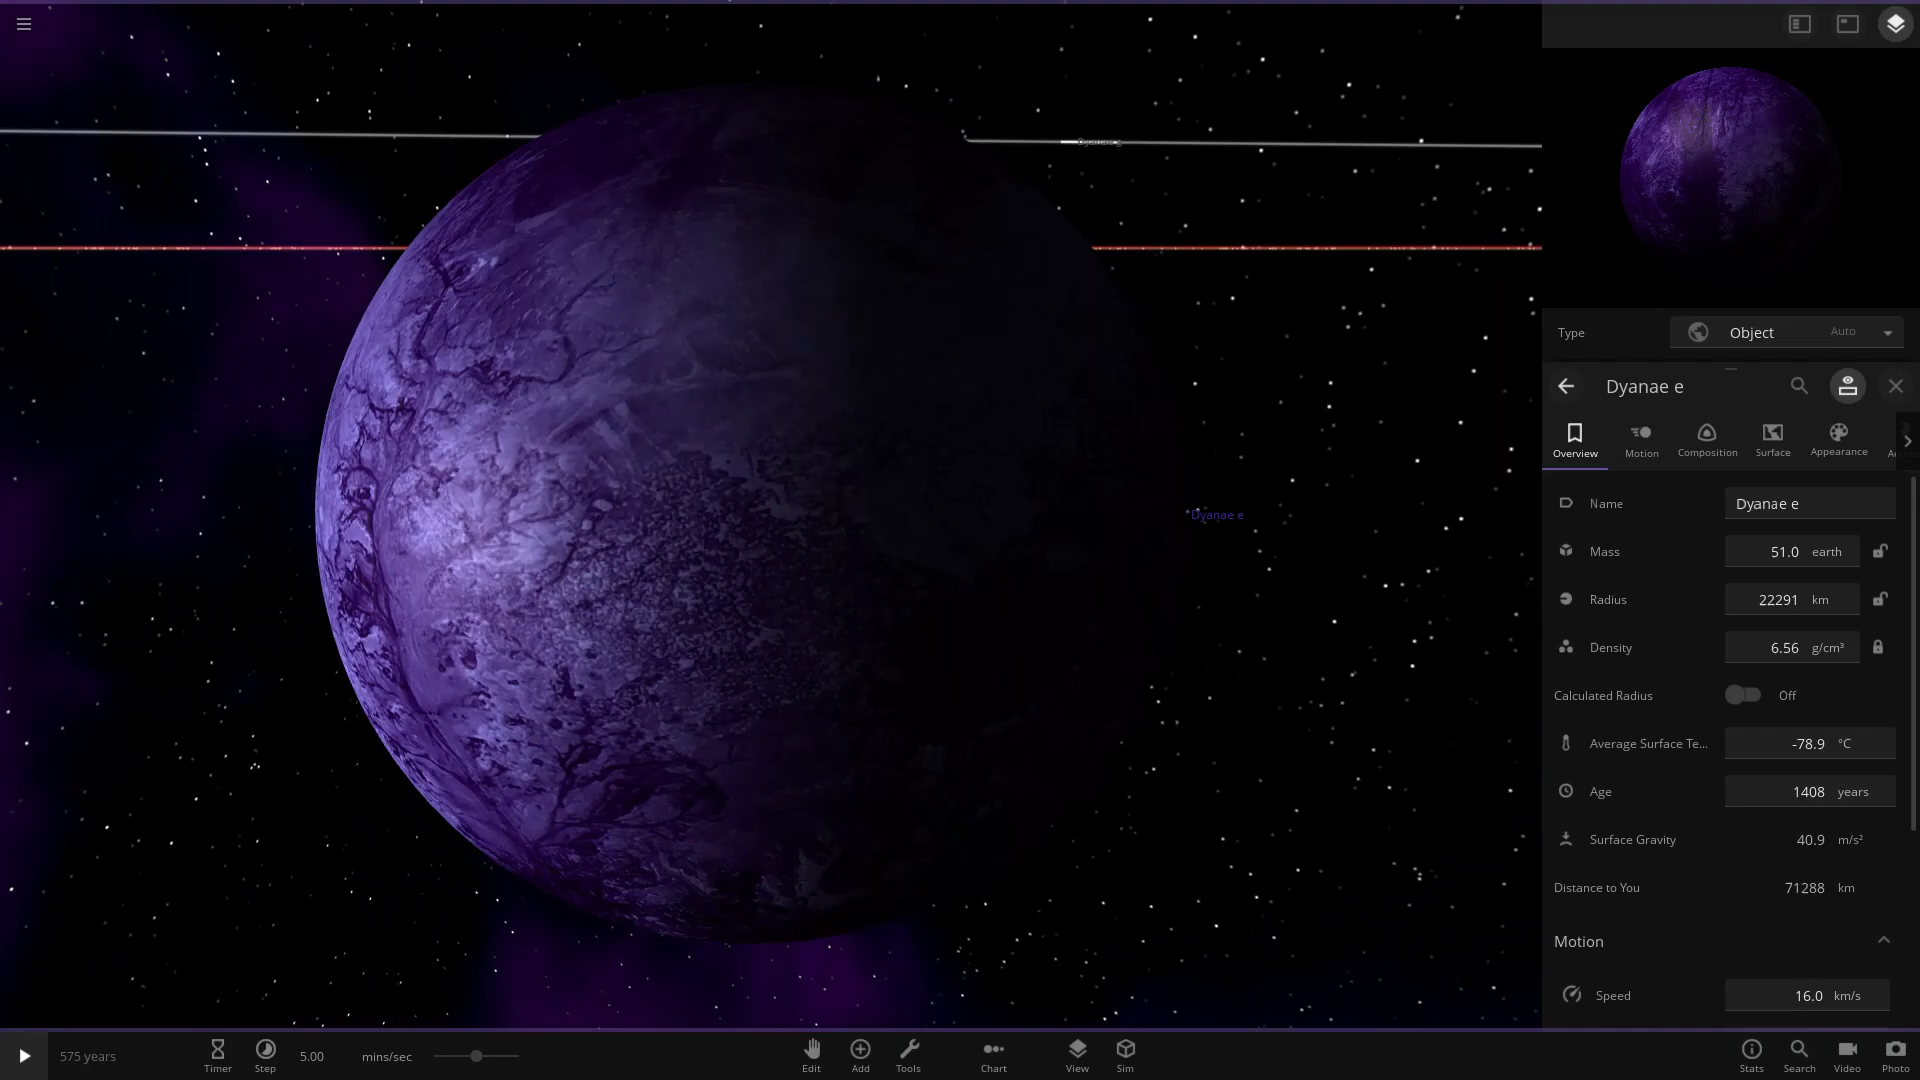 Dyanae g
Dyanae e
Type
Object
Auto
Dyanae e
Overview
Motion
Composition
Surface
Appearance
Name
Dyanae e
Mass
51.0 earth
Radius
22291 km
Density
6.56 g/cm³
Calculated Radius
Off
Average Surface Te...
-78.9 °C
Age
1408 years
Surface Gravity
40.9 m/s²
Distance to You
71288 km
Motion
Speed
16.0 km/s
575 years
Timer
Step
5.00 mins/sec
Edit
Add
Tools
Chart
View
Sim
Stats
Search
Video
Photo